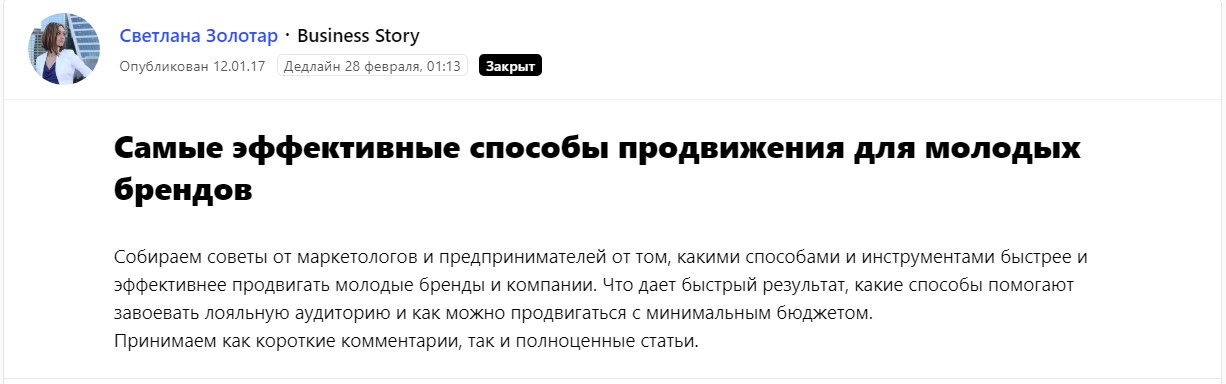 Светлана Золотар · Business Story
Опубликован 12.01.17 Дедлайн 28 февраля, 01:13 Закрыт
Самые эффективные способы продвижения для молодых
брендов
Собираем советы от маркетологов и предпринимателей от том, какими способами и инструментами быстрее и
эффективнее продвигать молодые бренды и компании. Что дает быстрый результат, какие способы помогают
завоевать лояльную аудиторию и как можно продвигаться с минимальным бюджетом.
Принимаем как короткие комментарии, так и полноценные статьи.